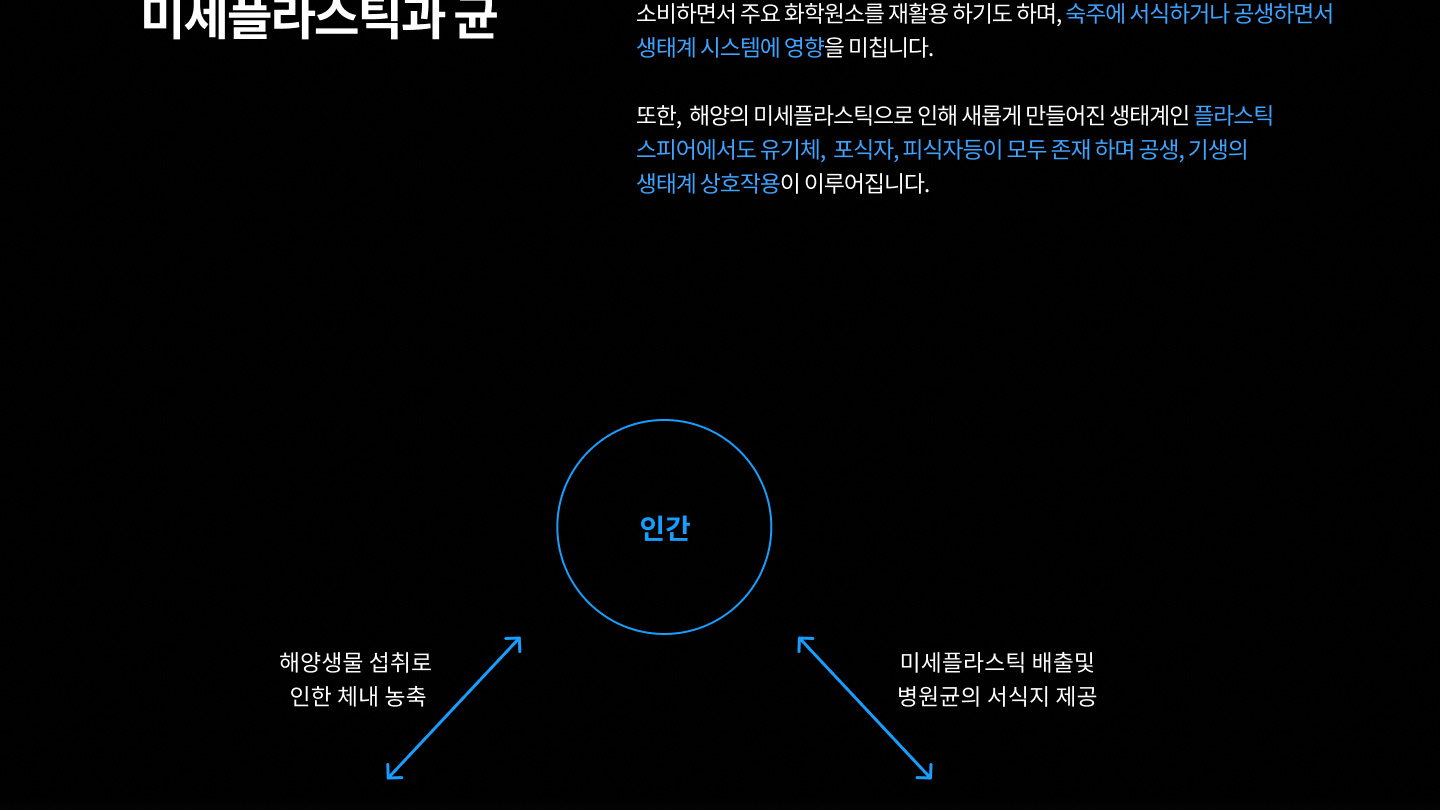 미세플라스틱과 균
소비하면서 주요 화학원소를 재활용 하기도 하며, 숙주에 서식하거나 공생하면서
생태계 시스템에 영향을 미칩니다.
또한, 해양의 미세플라스틱으로 인해 새롭게 만들어진 생태계인 플라스틱
스피어에서도 유기체, 포식자, 피식자등이 모두 존재 하며 공생, 기생의
생태계 상호작용이 이루어집니다.
인간
해양생물 섭취로
인한 체내 농축
미세플라스틱 배출및
병원균의 서식지 제공